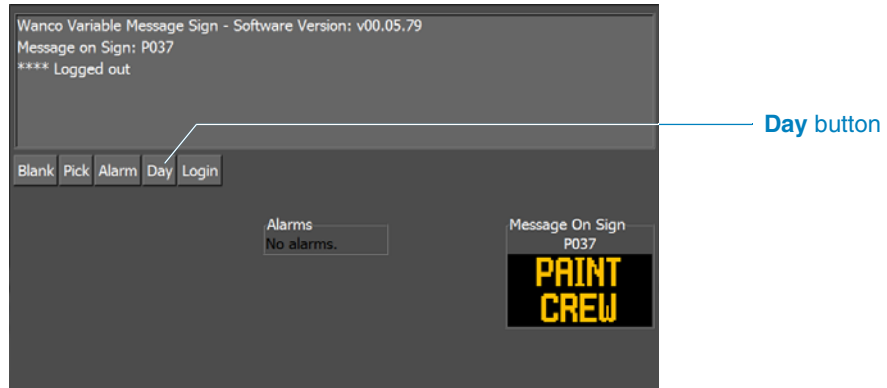 Wanco Variable Message Sign - Software Version: v00.05.79
Message on Sign: P037
**** Logged out
Day button
Blank Pick Alarm Day Login
Alarms
No alarms.
Message On Sign
P037
PAINT
CREW